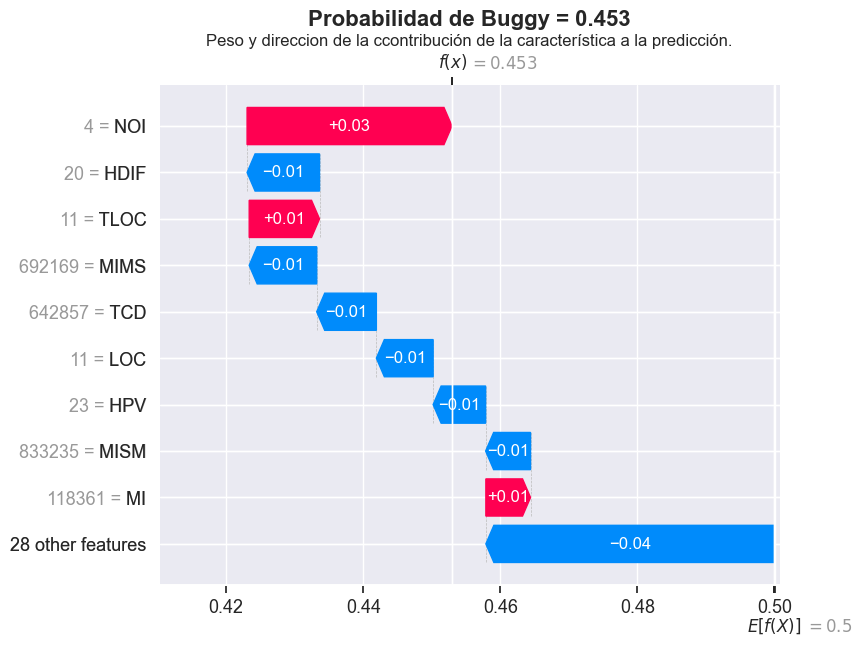 Probabilidad de Buggy = 0.453
Peso y direccion de la ccontribución de la característica a la predicción.
f(x) = 0.453
4 = NOI
+0.03
20 = HDIF
−0.01
11 = TLOC
+0.01
692169 = MIMS
−0.01
642857 = TCD
−0.01
11 = LOC
−0.01
23 = HPV
−0.01
833235 = MISM
−0.01
118361 = MI
+0.01
28 other features
−0.04
0.42 0.44 0.46 0.48 0.50
E[f(X)] = 0.5